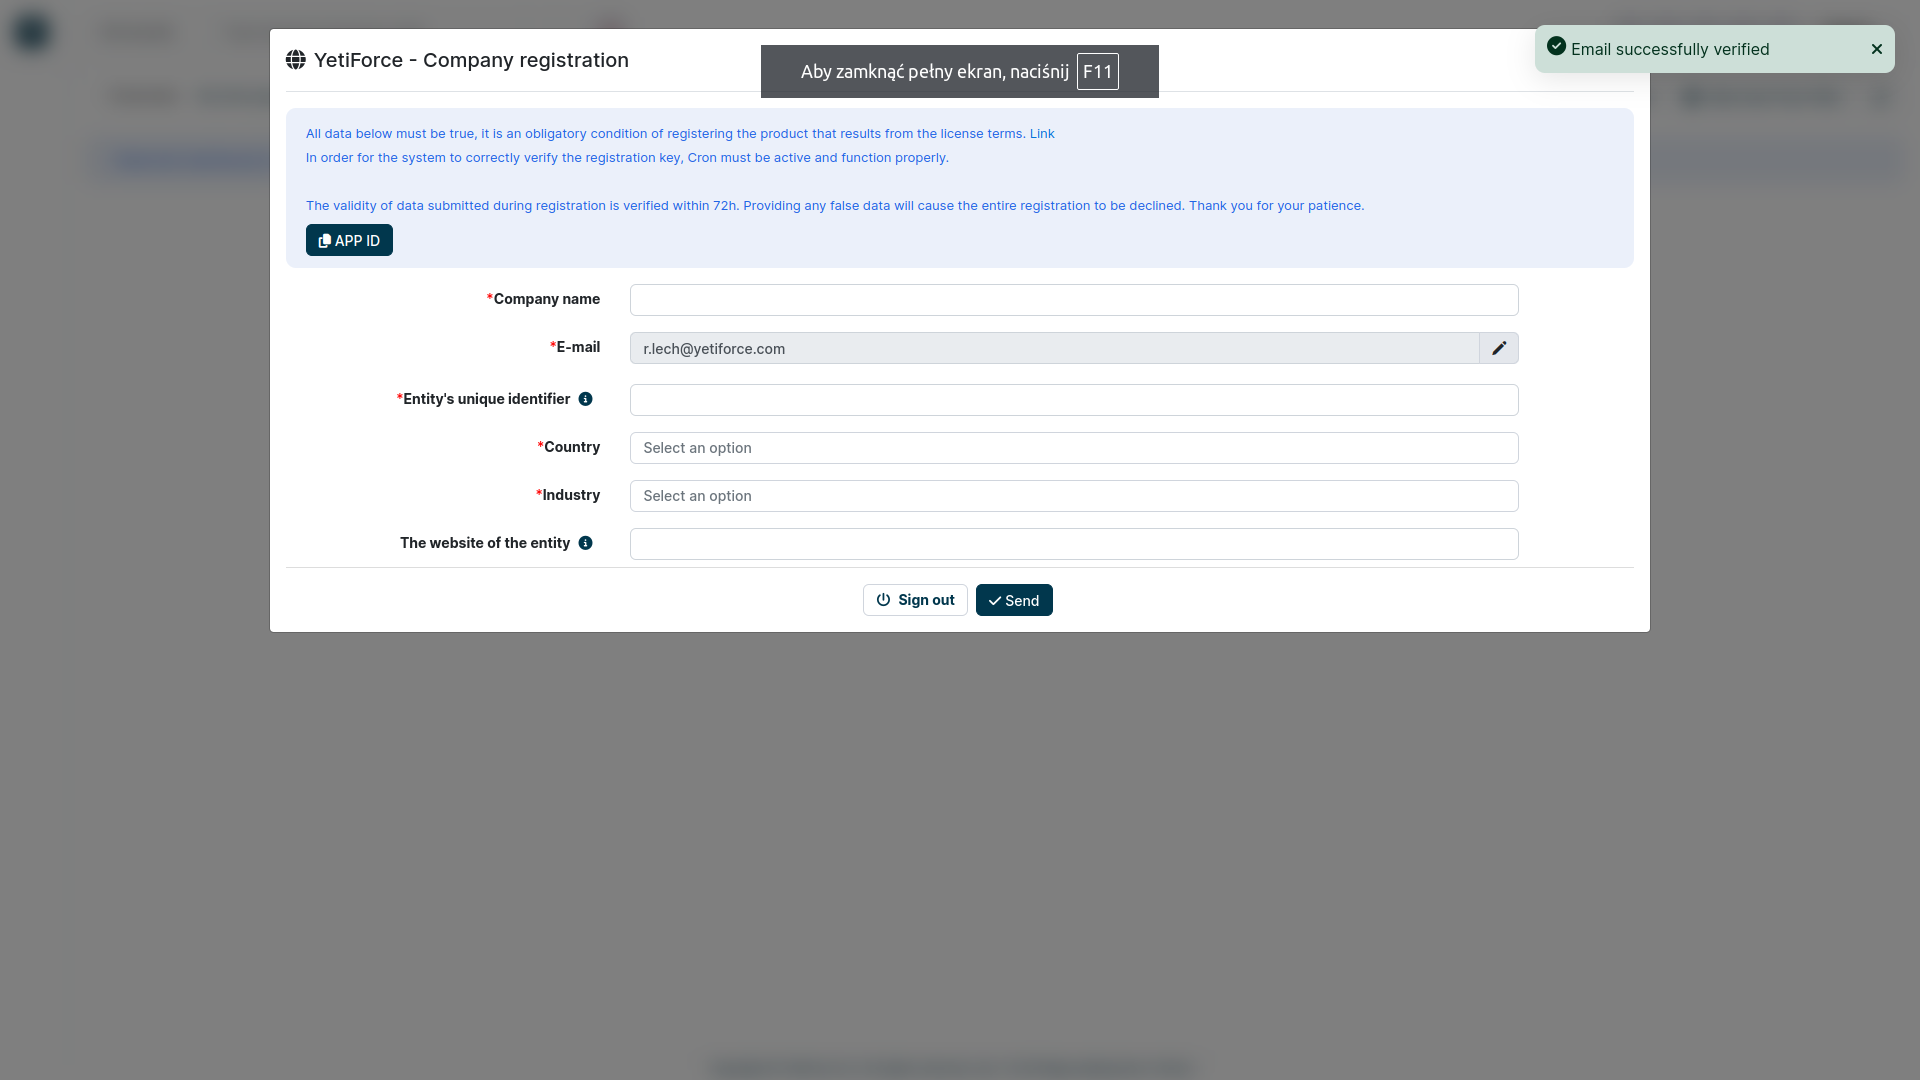 YetiForce - Company registration
Aby zamknąć pełny ekran, naciśnij F11
Email successfully verified
All data below must be true, it is an obligatory condition of registering the product that results from the license terms. Link
In order for the system to correctly verify the registration key, Cron must be active and function properly.
The validity of data submitted during registration is verified within 72h. Providing any false data will cause the entire registration to be declined. Thank you for your patience.
APP ID
*Company name
*E-mail r.lech@yetiforce.com
*Entity's unique identifier
*Country Select an option
*Industry Select an option
The website of the entity
Sign out Send